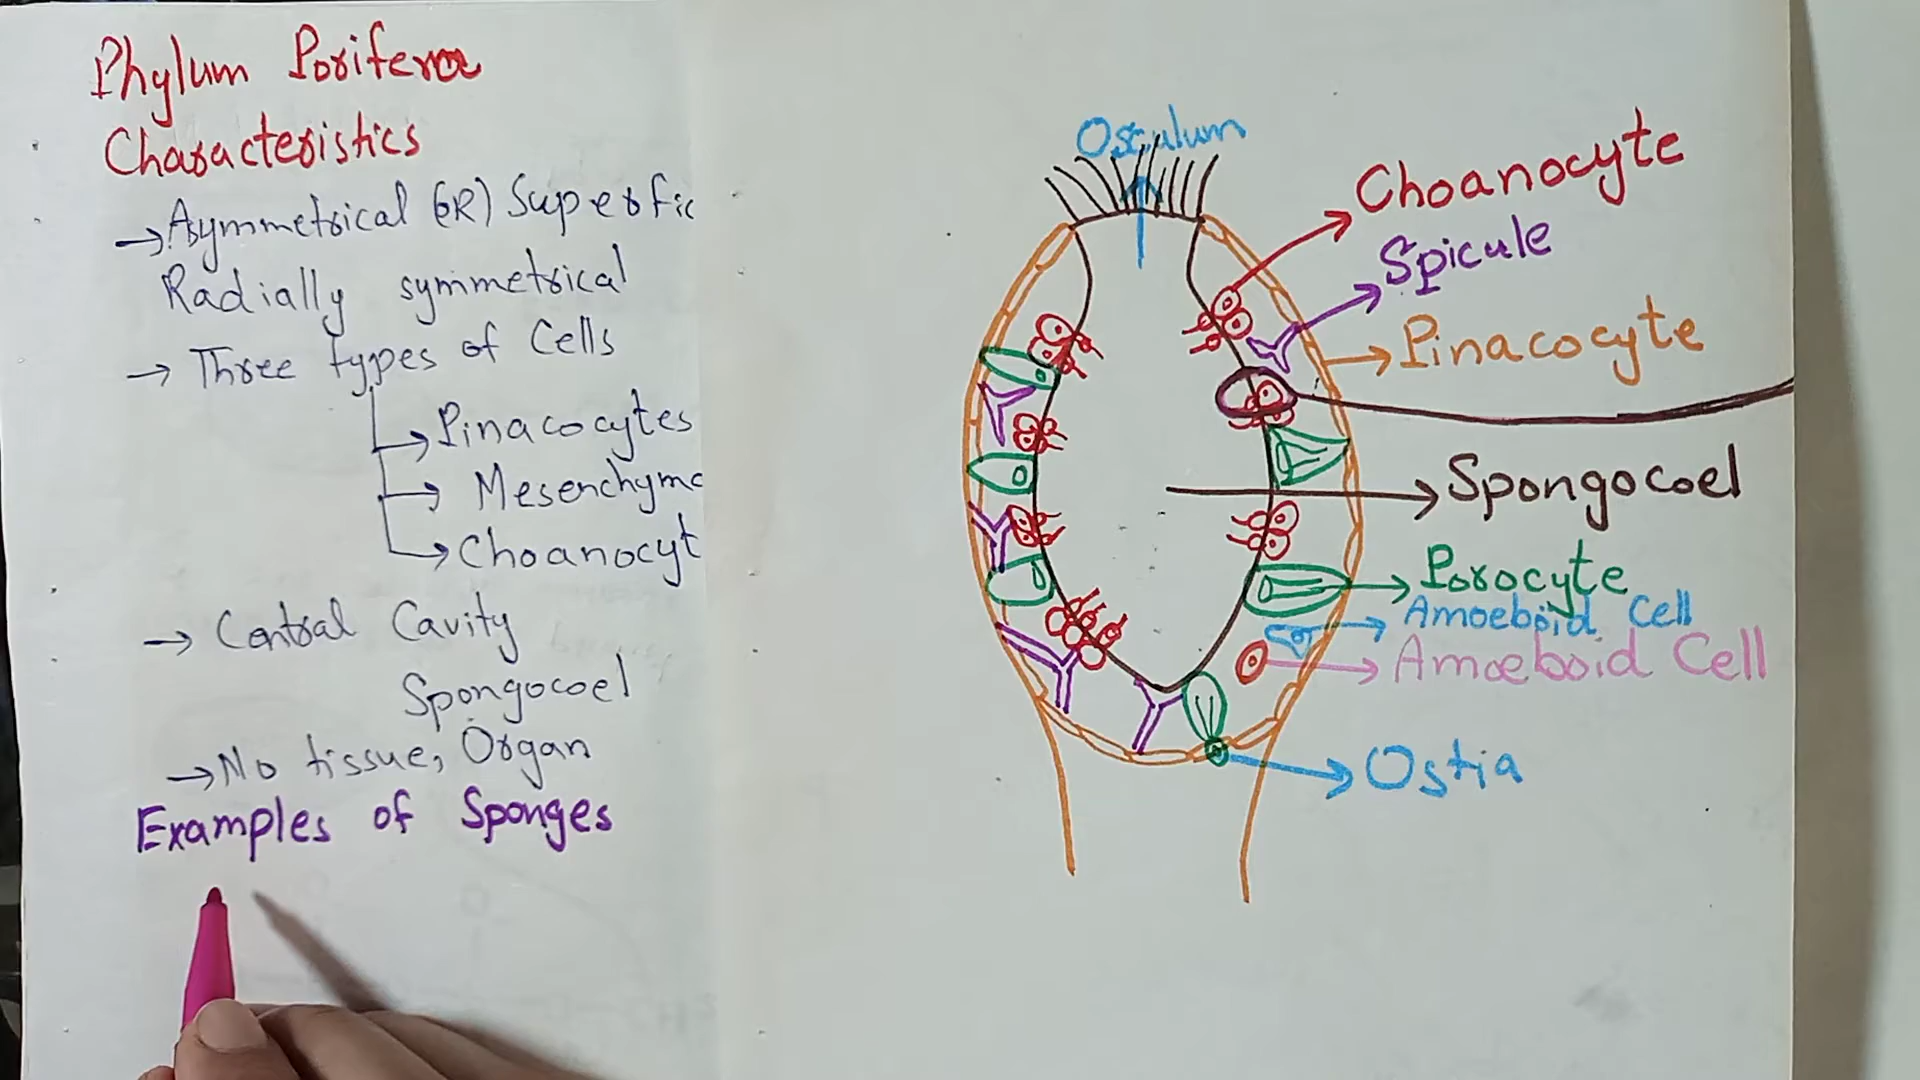 Phylum Porifera
Characteristics
→ Asymmetrical (OR) Superfic
Radially symmetrical
→ Three types of Cells
→ Pinacocytes
→ Mesenchyma
→ Choanocyt
→ Central Cavity
Spongocoel
→ No tissue, Organ
Examples of Sponges
Osculum
Choanocyte
Spicule
Pinacocyte
Spongocoel
Porocyte
Amoeboid Cell
Amoeboid Cell
Ostia